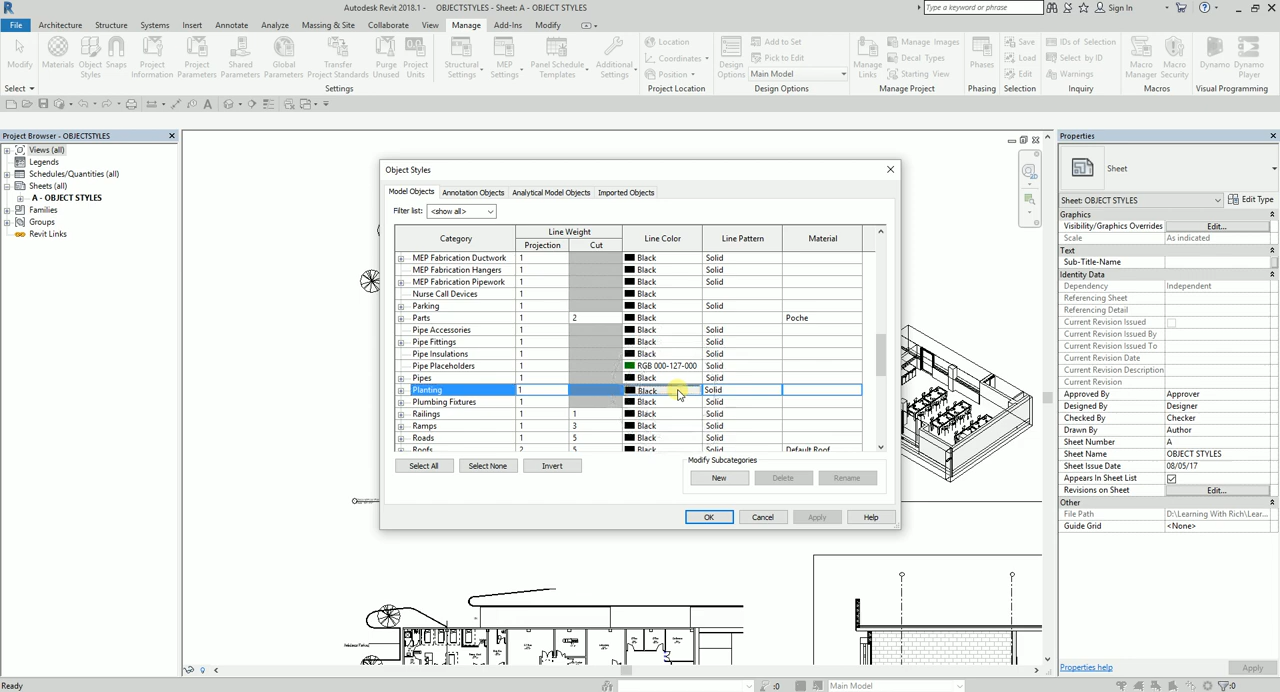 Autodesk Revit 2018.1 - OBJECTSTYLES - Sheet: A - OBJECT STYLES
Type a keyword or phrase
Sign In
File Architecture Structure Systems Insert Annotate Analyze Massing & Site Collaborate View Manage Add-Ins Modify
Modify
Materials
Object Styles
Snaps
Project Information
Project Parameters
Shared Parameters
Global Parameters
Transfer Project Standards
Purge Unused
Project Units
Structural Settings
MEP Settings
Panel Schedule Templates
Additional Settings
Location
Coordinates
Position
Design Options
Add to Set
Pick to Edit
Main Model
Manage Links
Manage Images
Decal Types
Starting View
Phases
Save
Load
Edit
IDs of Selection
Select by ID
Warnings
Macro Manager
Macro Security
Dynamo
Dynamo Player
Select Settings Project Location Design Options Manage Project Phasing Selection Inquiry Macros Visual Programming
Project Browser - OBJECTSTYLES
Views (all)
Legends
Schedules/Quantities (all)
Sheets (all)
A - OBJECT STYLES
Families
Groups
Revit Links
Object Styles
Model Objects Annotation Objects Analytical Model Objects Imported Objects
Filter list: <show all>
Category Line Weight Line Color Line Pattern Material
Projection Cut
MEP Fabrication Ductwork 1 Black Solid
MEP Fabrication Hangers 1 Black Solid
MEP Fabrication Pipework 1 Black Solid
Nurse Call Devices 1 Black
Parking 1 Black Solid
Parts 1 2 Black Poche
Pipe Accessories 1 Black Solid
Pipe Fittings 1 Black Solid
Pipe Insulations 1 Black Solid
Pipe Placeholders 1 RGB 000-127-000 Solid
Pipes 1 Black Solid
Planting 1 Black Solid
Plumbing Fixtures 1 Black Solid
Railings 1 1 Black Solid
Ramps 1 3 Black Solid
Roads 1 5 Black Solid
Roofs 2 5 Black Solid Default Roof
Select All Select None Invert
Modify Subcategories
New Delete Rename
OK Cancel Apply Help
Properties
Sheet
Sheet: OBJECT STYLES Edit Type
Graphics
Visibility/Graphics Overrides Edit...
Scale As indicated
Text
Sub-Title-Name
Identity Data
Dependency Independent
Referencing Sheet
Referencing Detail
Current Revision Issued
Current Revision Issued By
Current Revision Issued To
Current Revision Date
Current Revision Description
Current Revision
Approved By Approver
Designed By Designer
Checked By Checker
Drawn By Author
Sheet Number A
Sheet Name OBJECT STYLES
Sheet Issue Date 08/05/17
Appears In Sheet List
Revisions on Sheet Edit...
Other
File Path D:\Learning With Rich\Lear...
Guide Grid <None>
Properties help Apply
Ready
:0
Main Model
:0